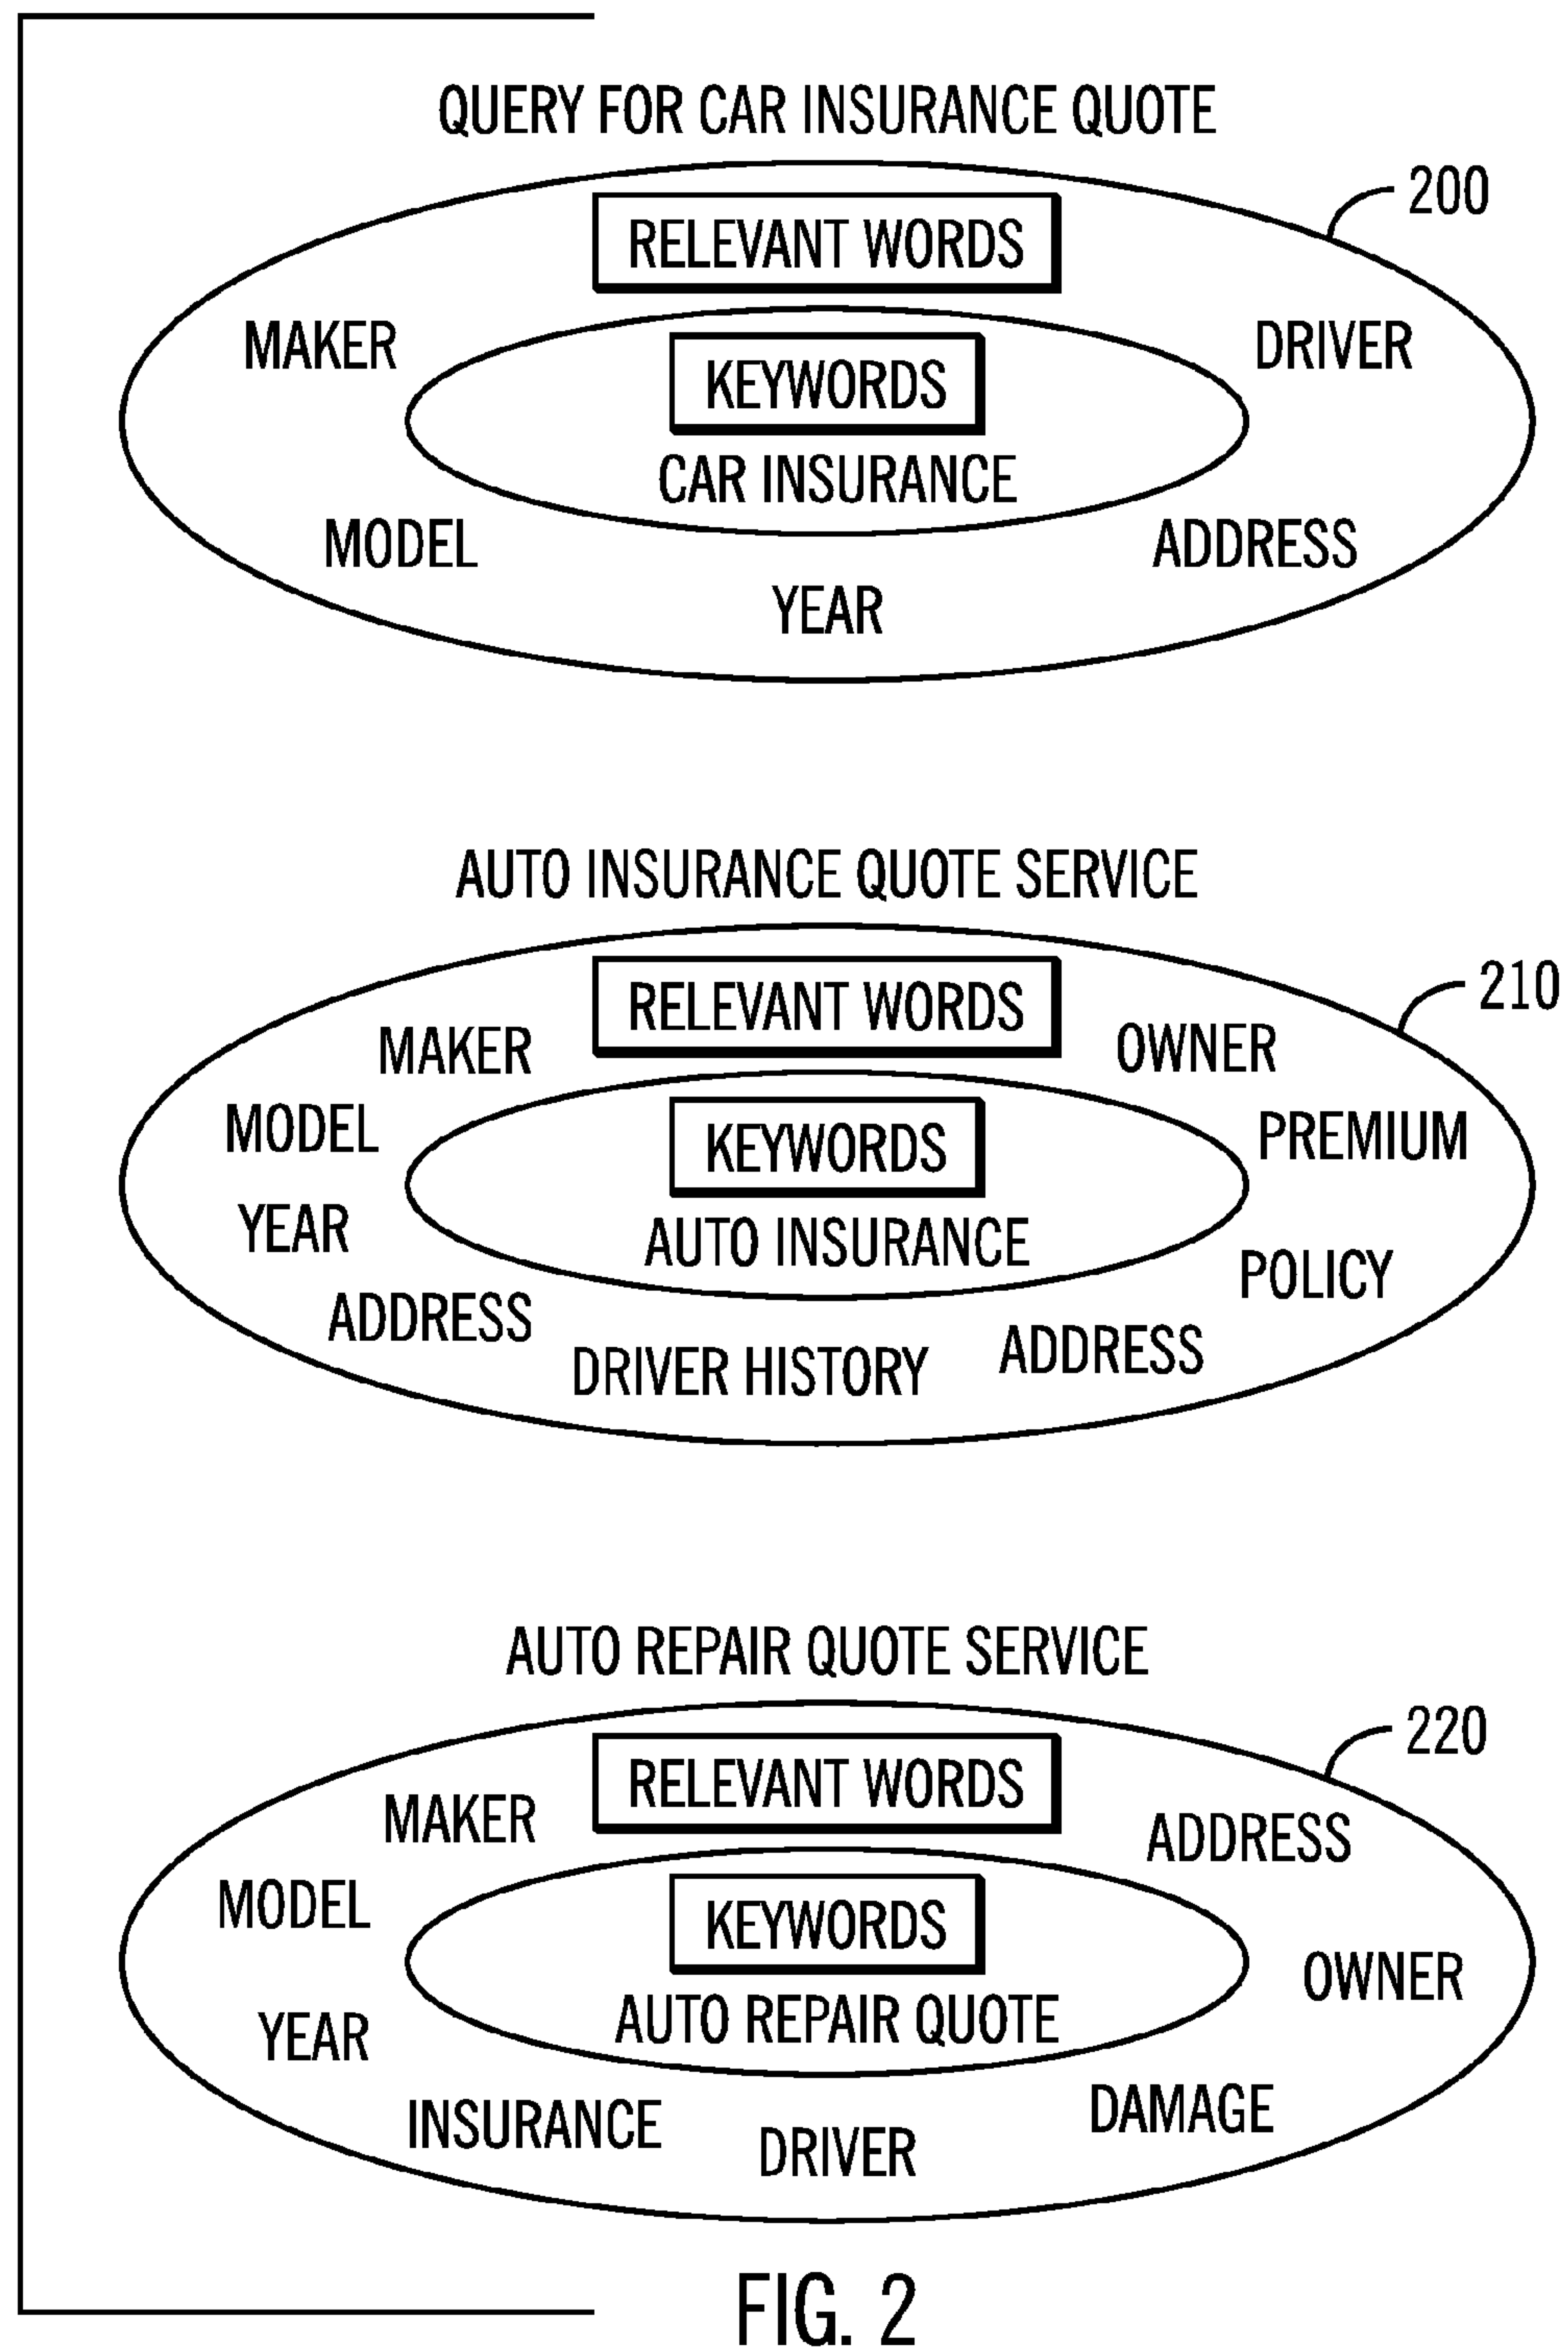 QUERY FOR CAR INSURANCE QUOTE
200
RELEVANT WORDS
MAKER
DRIVER
KEYWORDS
CAR INSURANCE
MODEL
ADDRESS
YEAR
AUTO INSURANCE QUOTE SERVICE
210
RELEVANT WORDS
MAKER
OWNER
MODEL
PREMIUM
KEYWORDS
YEAR
AUTO INSURANCE
POLICY
ADDRESS
DRIVER HISTORY
ADDRESS
AUTO REPAIR QUOTE SERVICE
220
RELEVANT WORDS
MAKER
ADDRESS
MODEL
KEYWORDS
OWNER
YEAR
AUTO REPAIR QUOTE
INSURANCE
DRIVER
DAMAGE
FIG. 2